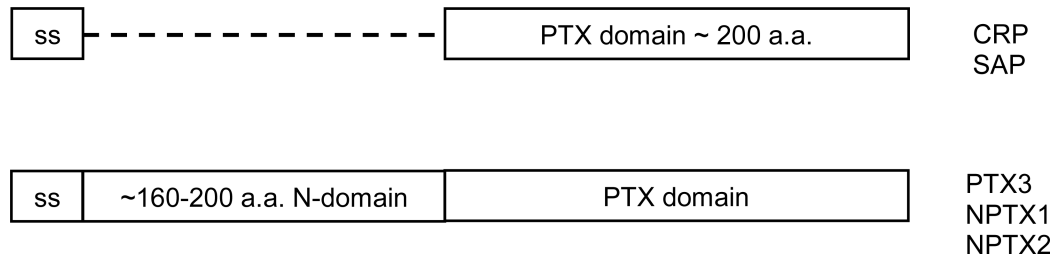 ss PTX domain ~ 200 a.a. CRP
SAP
ss ~160-200 a.a. N-domain PTX domain PTX3
NPTX1
NPTX2